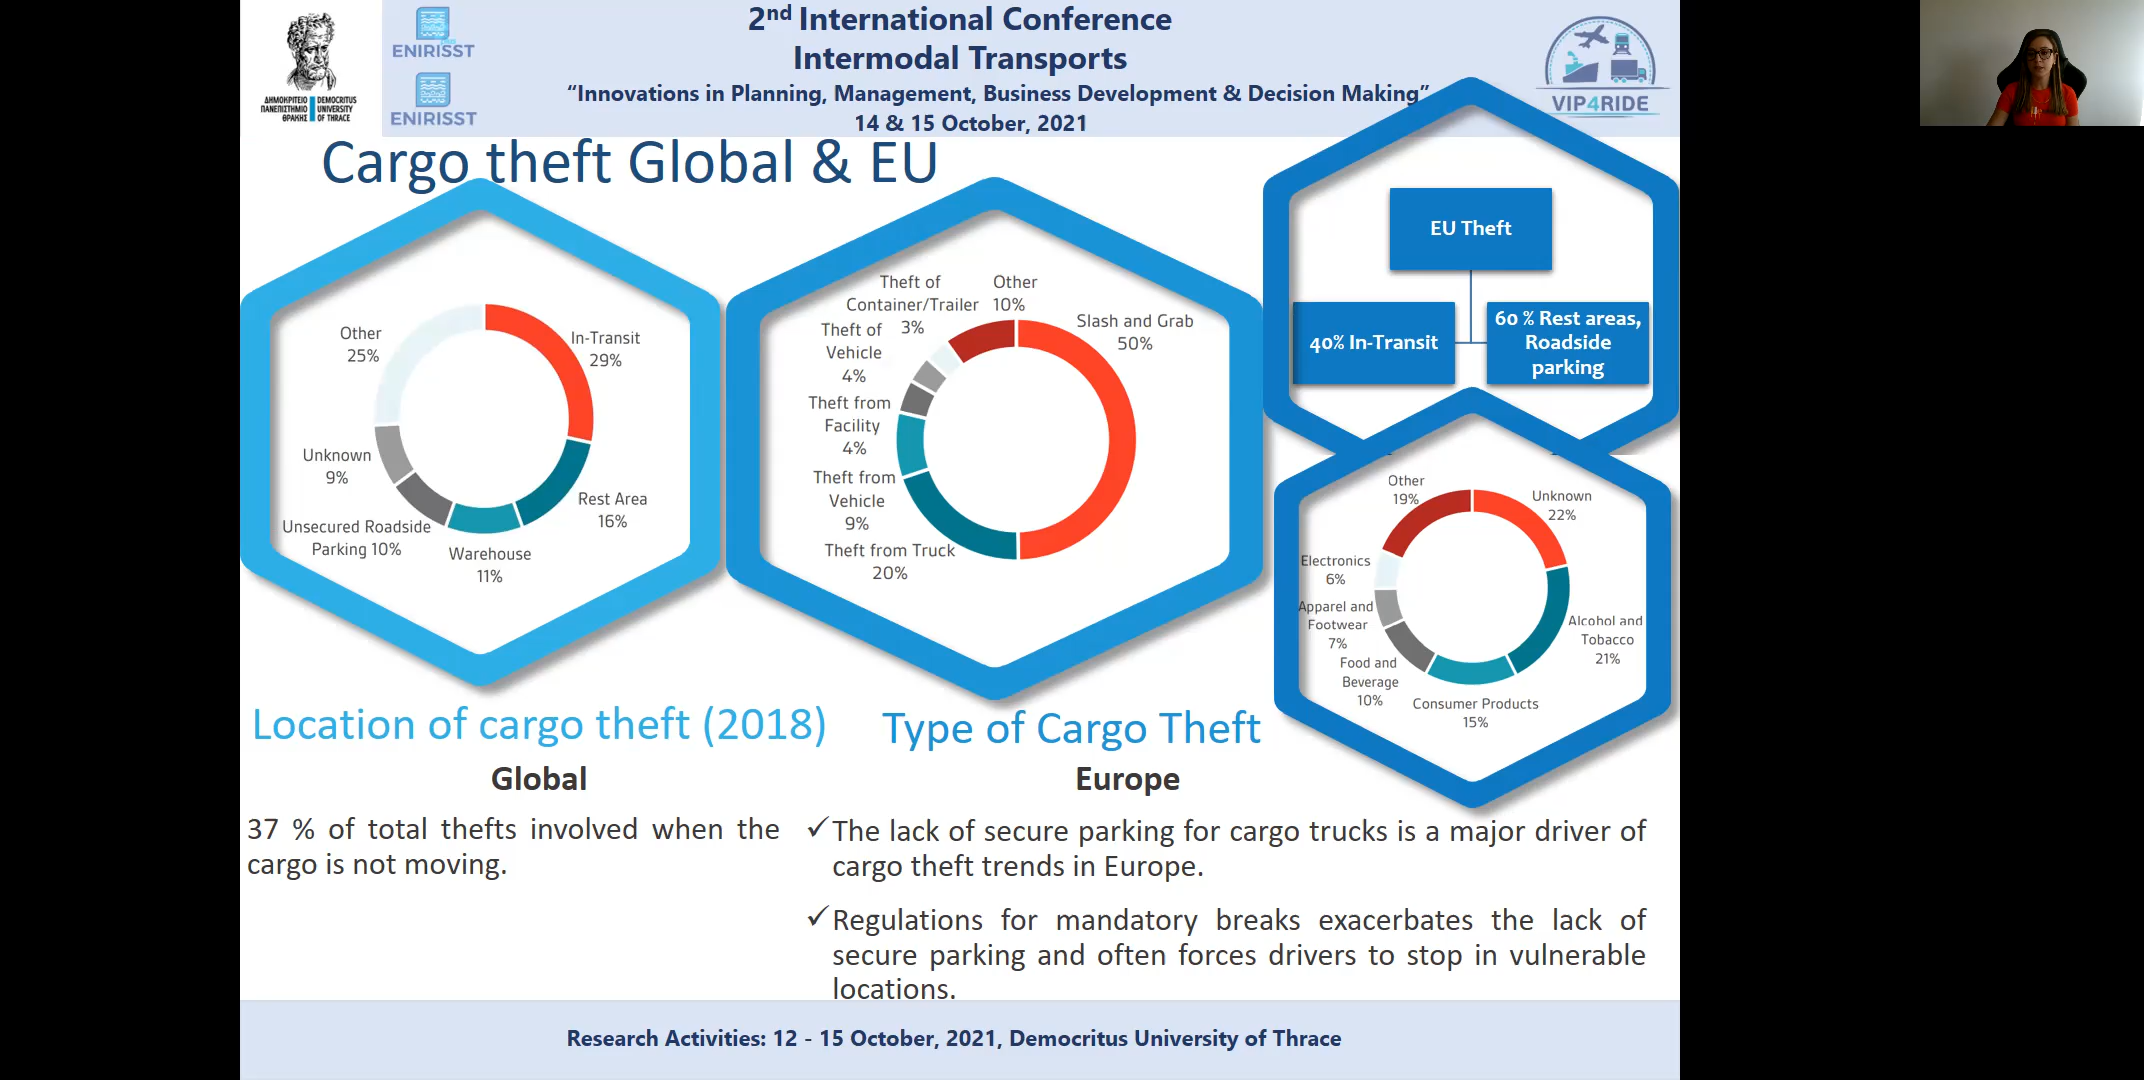 2nd International Conference
Intermodal Transports
“Innovations in Planning, Management, Business Development & Decision Making”
14 & 15 October, 2021
ΔΗΜΟΚΡΙΤΕΙΟ
ΠΑΝΕΠΙΣΤΗΜΙΟ
ΘΡΑΚΗΣ
DEMOCRITUS
UNIVERSITY
OF THRACE
ENIRISST
ENIRISST
VIP4RIDE
Cargo theft Global & EU
Other
25%
In-Transit
29%
Unknown
9%
Rest Area
16%
Unsecured Roadside
Parking 10%
Warehouse
11%
Theft of
Container/Trailer
3%
Other
10%
Slash and Grab
50%
Theft of
Vehicle
4%
Theft from
Facility
4%
Theft from
Vehicle
9%
Theft from Truck
20%
EU Theft
40% In-Transit
60 % Rest areas,
Roadside
parking
Other
19%
Unknown
22%
Electronics
6%
Apparel and
Footwear
7%
Alcohol and
Tobacco
21%
Food and
Beverage
10%
Consumer Products
15%
Location of cargo theft (2018)
Global
37 % of total thefts involved when the
cargo is not moving.
Type of Cargo Theft
Europe
✓The lack of secure parking for cargo trucks is a major driver of
cargo theft trends in Europe.
✓Regulations for mandatory breaks exacerbates the lack of
secure parking and often forces drivers to stop in vulnerable
locations.
Research Activities: 12 - 15 October, 2021, Democritus University of Thrace